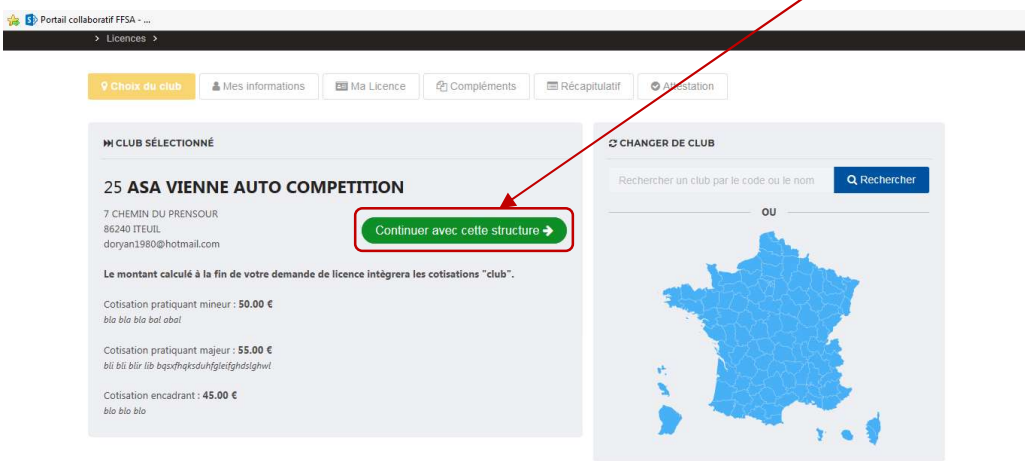 Portail collaboratif FFSA - ...
> Licences >
Choix du club
Mes informations
Ma Licence
Compléments
Récapitulatif
Attestation
CLUB SÉLECTIONNÉ
25 ASA VIENNE AUTO COMPETITION
7 CHEMIN DU PRENSOUR
86240 ITEUIL
doryan1980@hotmail.com
Continuer avec cette structure
Le montant calculé à la fin de votre demande de licence intègrera les cotisations "club".
Cotisation pratiquant mineur : 50.00 €
bla bla bla bal abal
Cotisation pratiquant majeur : 55.00 €
bli bli blir lib bqsxfhqksduhfgleifghdslghwl
Cotisation encadrant : 45.00 €
blo blo blo
CHANGER DE CLUB
Rechercher un club par le code ou le nom
Rechercher
OU